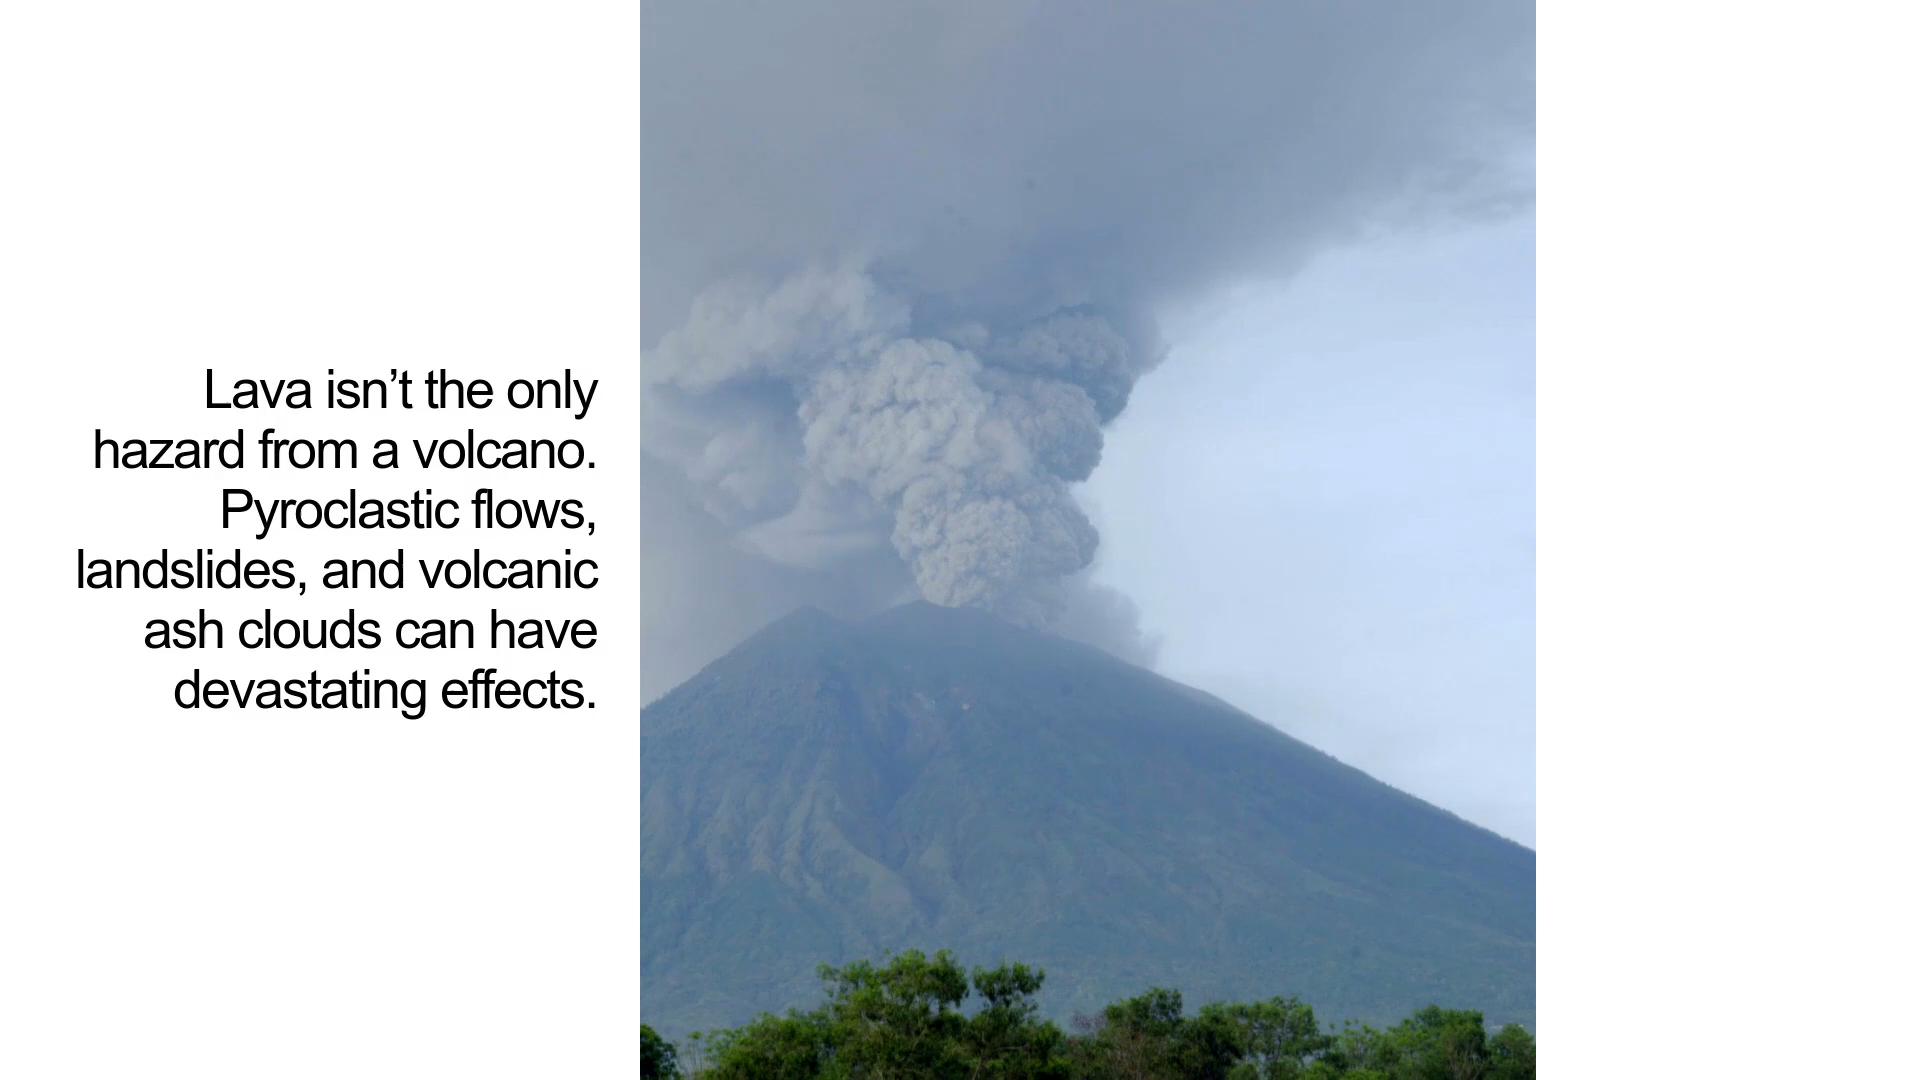 Lava isn’t the only
hazard from a volcano.
Pyroclastic flows,
landslides, and volcanic
ash clouds can have
devastating effects.